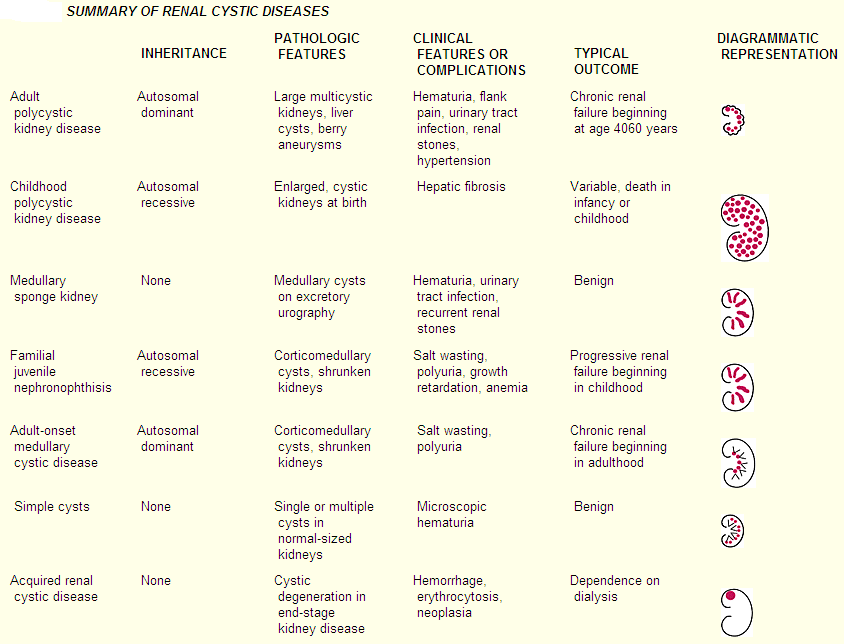 SUMMARY OF RENAL CYSTIC DISEASES
INHERITANCE
PATHOLOGIC
FEATURES
CLINICAL
FEATURES OR
COMPLICATIONS
TYPICAL
OUTCOME
DIAGRAMMATIC
REPRESENTATION
Adult
polycystic
kidney disease
Autosomal
dominant
Large multicystic
kidneys, liver
cysts, berry
aneurysms
Hematuria, flank
pain, urinary tract
infection, renal
stones,
hypertension
Chronic renal
failure beginning
at age 4060 years
Childhood
polycystic
kidney disease
Autosomal
recessive
Enlarged, cystic
kidneys at birth
Hepatic fibrosis
Variable, death in
infancy or
childhood
Medullary
sponge kidney
None
Medullary cysts
on excretory
urography
Hematuria, urinary
tract infection,
recurrent renal
stones
Benign
Familial
juvenile
nephronophthisis
Autosomal
recessive
Corticomedullary
cysts, shrunken
kidneys
Salt wasting,
polyuria, growth
retardation, anemia
Progressive renal
failure beginning
in childhood
Adult-onset
medullary
cystic disease
Autosomal
dominant
Corticomedullary
cysts, shrunken
kidneys
Salt wasting,
polyuria
Chronic renal
failure beginning
in adulthood
Simple cysts
None
Single or multiple
cysts in
normal-sized
kidneys
Microscopic
hematuria
Benign
Acquired renal
cystic disease
None
Cystic
degeneration in
end-stage
kidney disease
Hemorrhage,
erythrocytosis,
neoplasia
Dependence on
dialysis